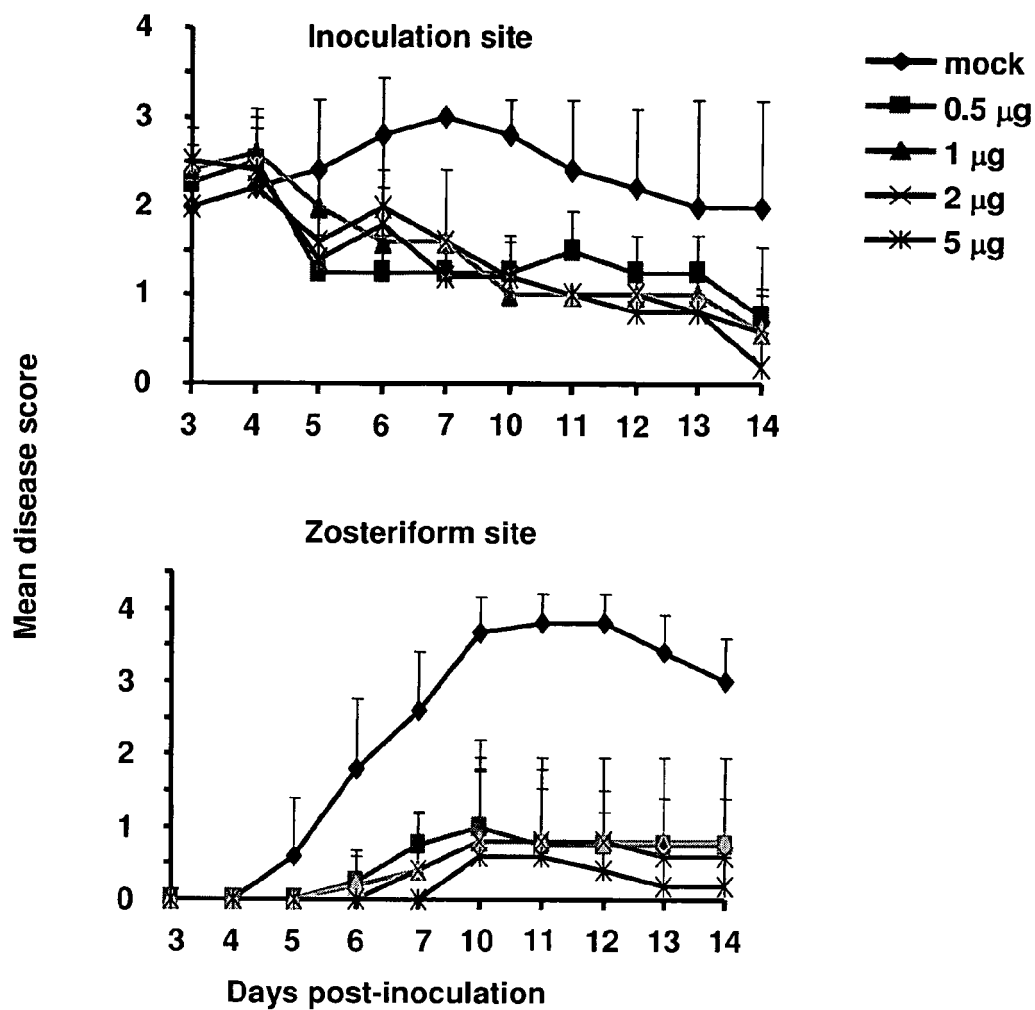 Inoculation site
4
3
2
1
0
3 4 5 6 7 10 11 12 13 14
mock
0.5 μg
1 μg
2 μg
5 μg
Mean disease score
Zosteriform site
4
3
2
1
0
3 4 5 6 7 10 11 12 13 14
Days post-inoculation